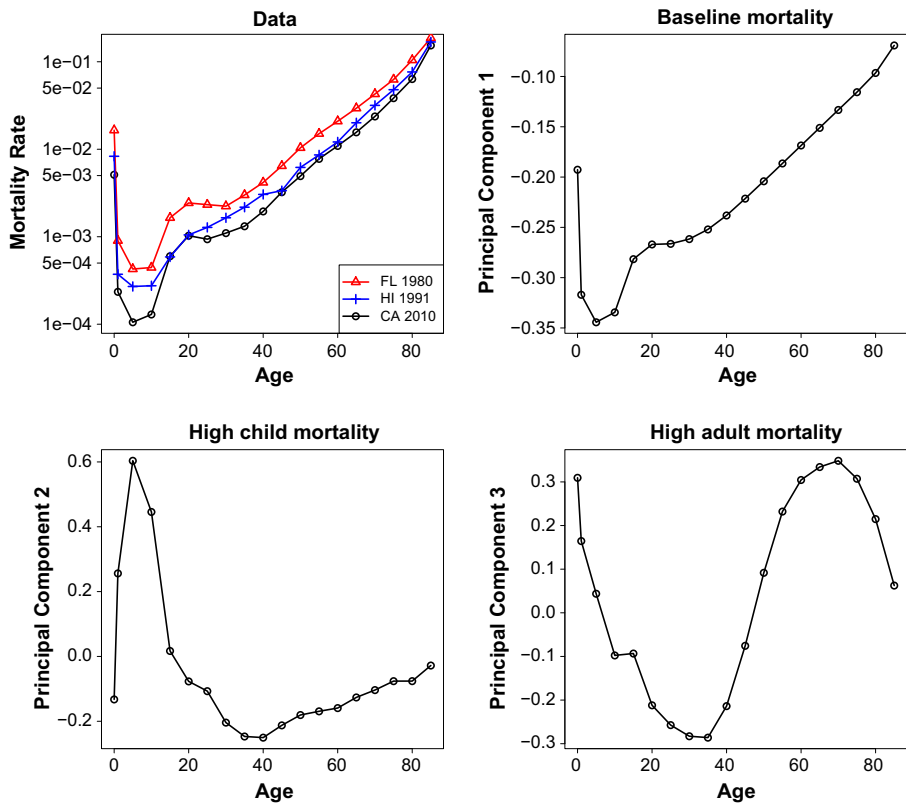 Data
Mortality Rate
1e−01
5e−02
1e−02
5e−03
1e−03
5e−04
1e−04
0 20 40 60 80
Age
FL 1980
HI 1991
CA 2010
Baseline mortality
Principal Component 1
−0.10
−0.15
−0.20
−0.25
−0.30
−0.35
0 20 40 60 80
Age
High child mortality
Principal Component 2
0.6
0.4
0.2
0.0
−0.2
0 20 40 60 80
Age
High adult mortality
Principal Component 3
0.3
0.2
0.1
0.0
−0.1
−0.2
−0.3
0 20 40 60 80
Age